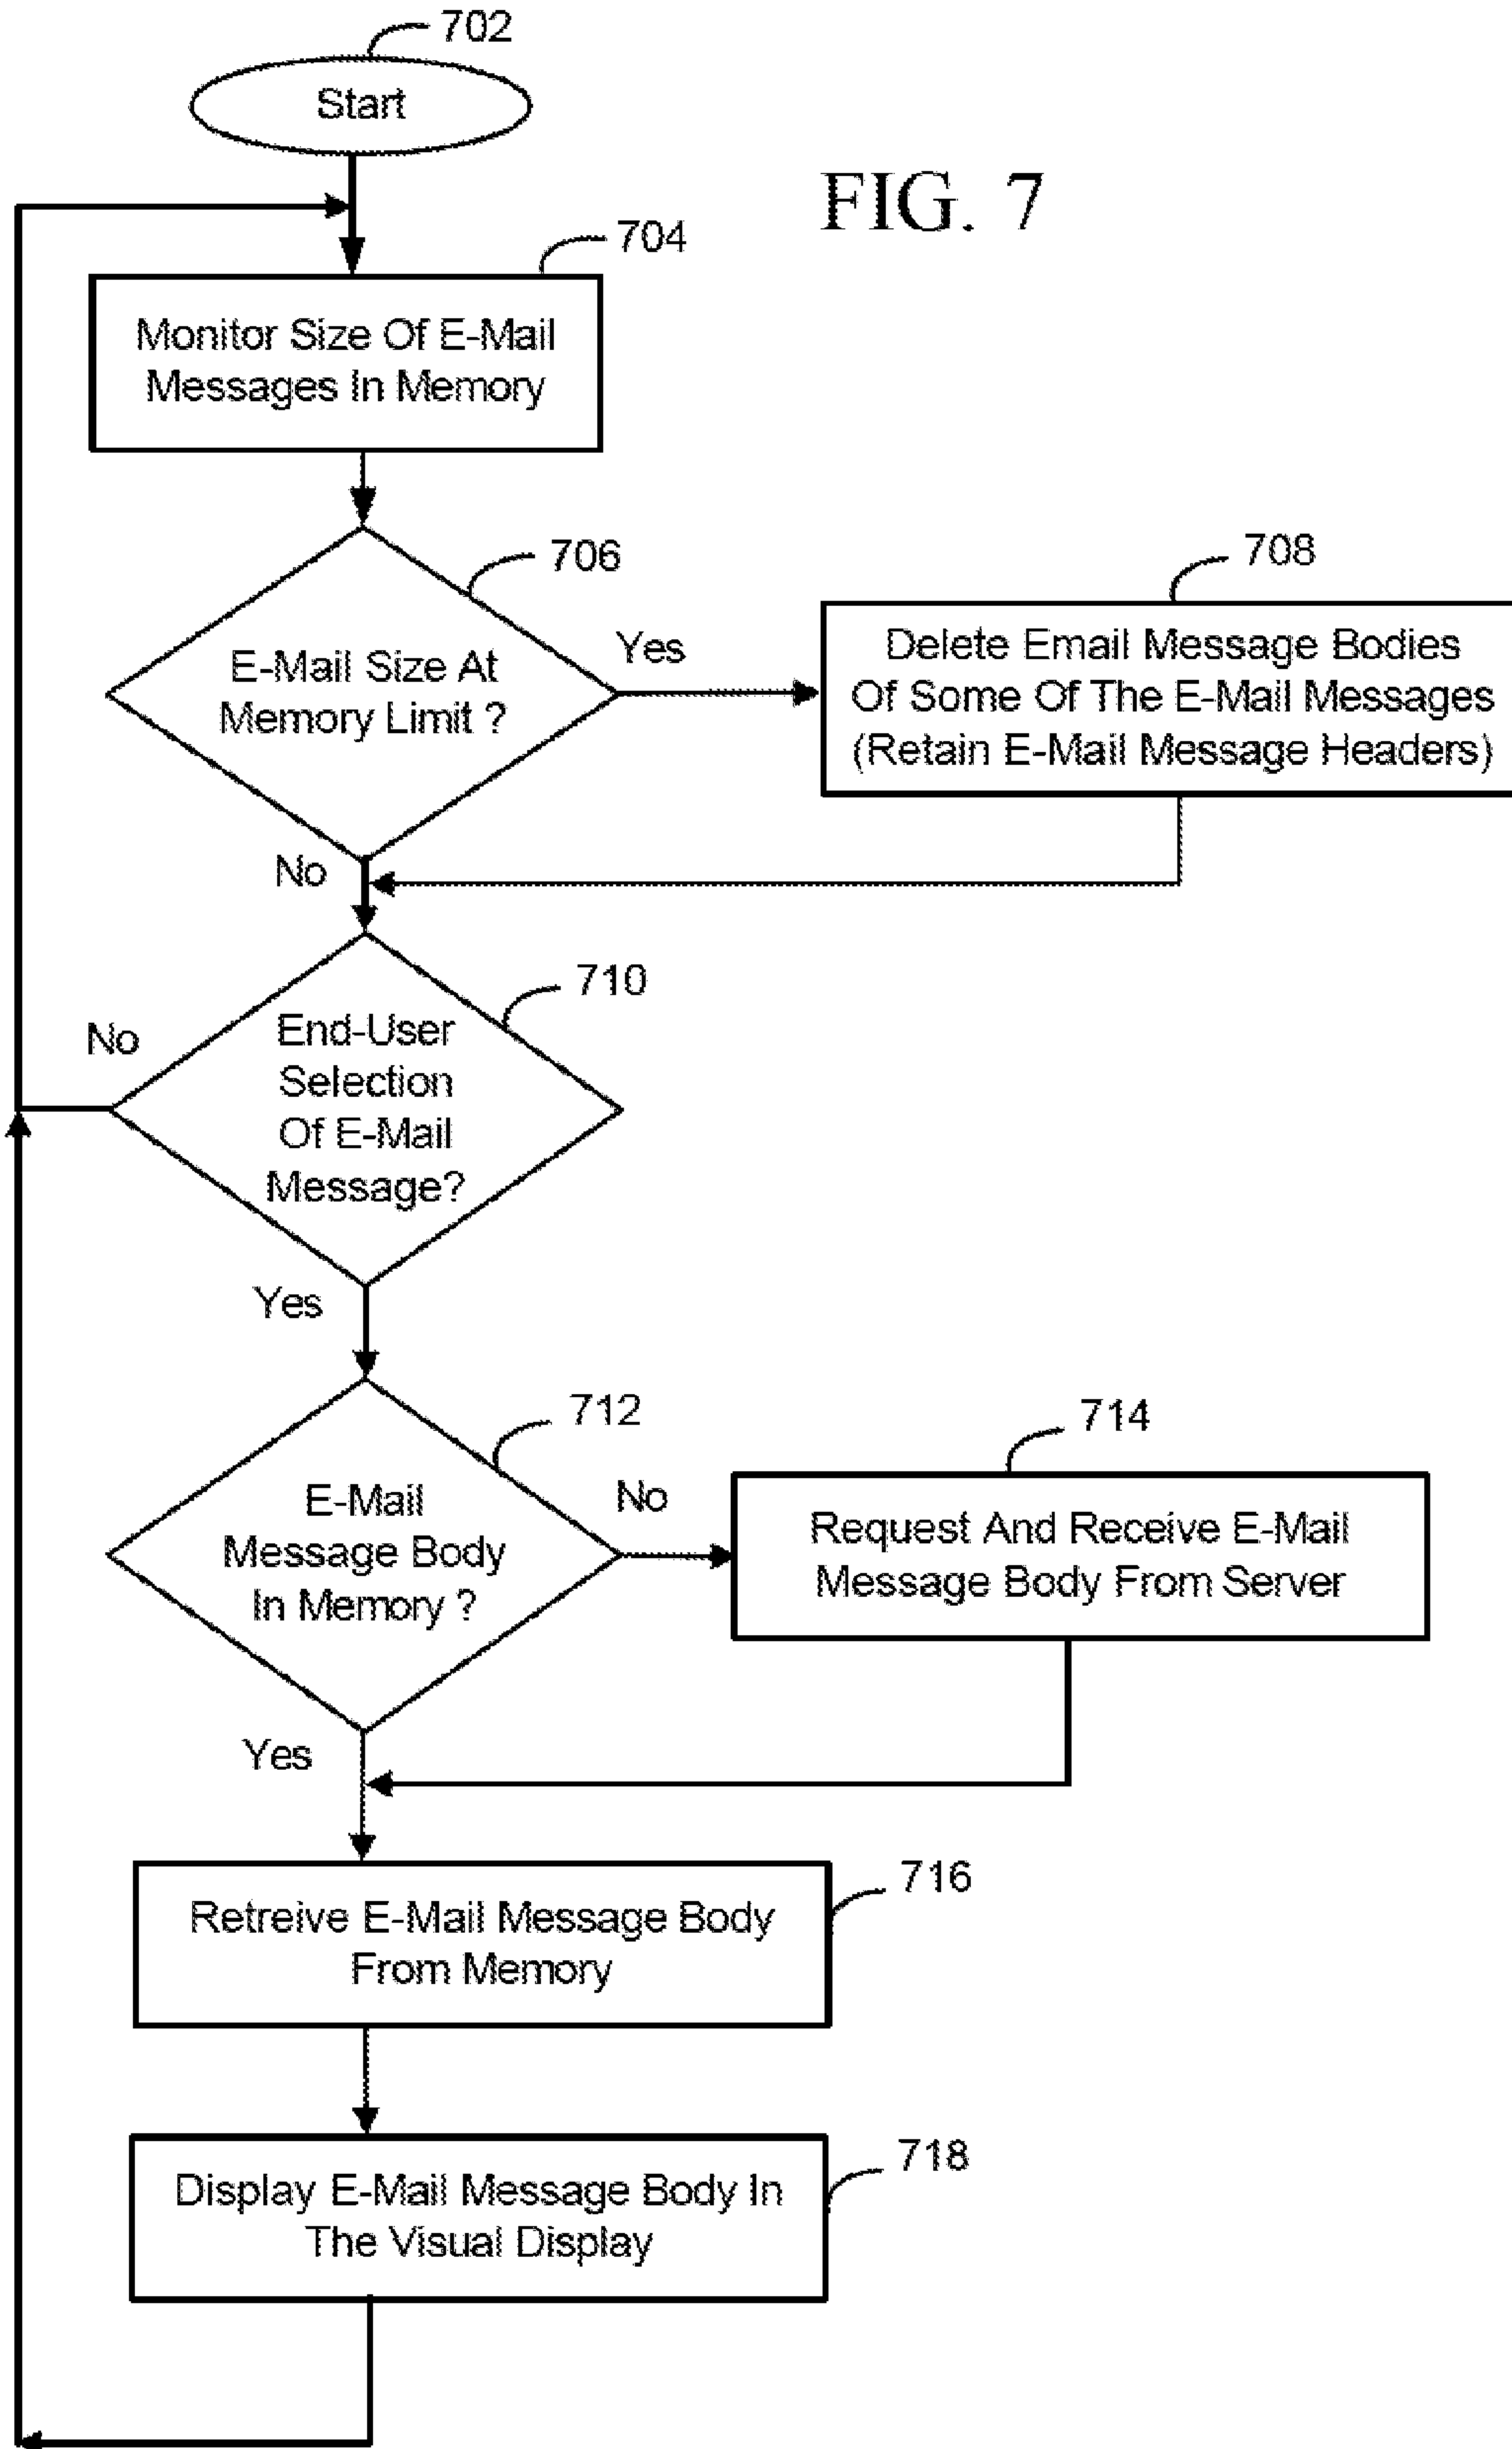 702
Start
FIG. 7
704
Monitor Size Of E-Mail
Messages In Memory
706
E-Mail Size At
Memory Limit ?
Yes
708
Delete Email Message Bodies
Of Some Of The E-Mail Messages
(Retain E-Mail Message Headers)
No
710
No
End-User
Selection
Of E-Mail
Message?
Yes
712
E-Mail
Message Body
In Memory ?
No
714
Request And Receive E-Mail
Message Body From Server
Yes
716
Retreive E-Mail Message Body
From Memory
718
Display E-Mail Message Body In
The Visual Display